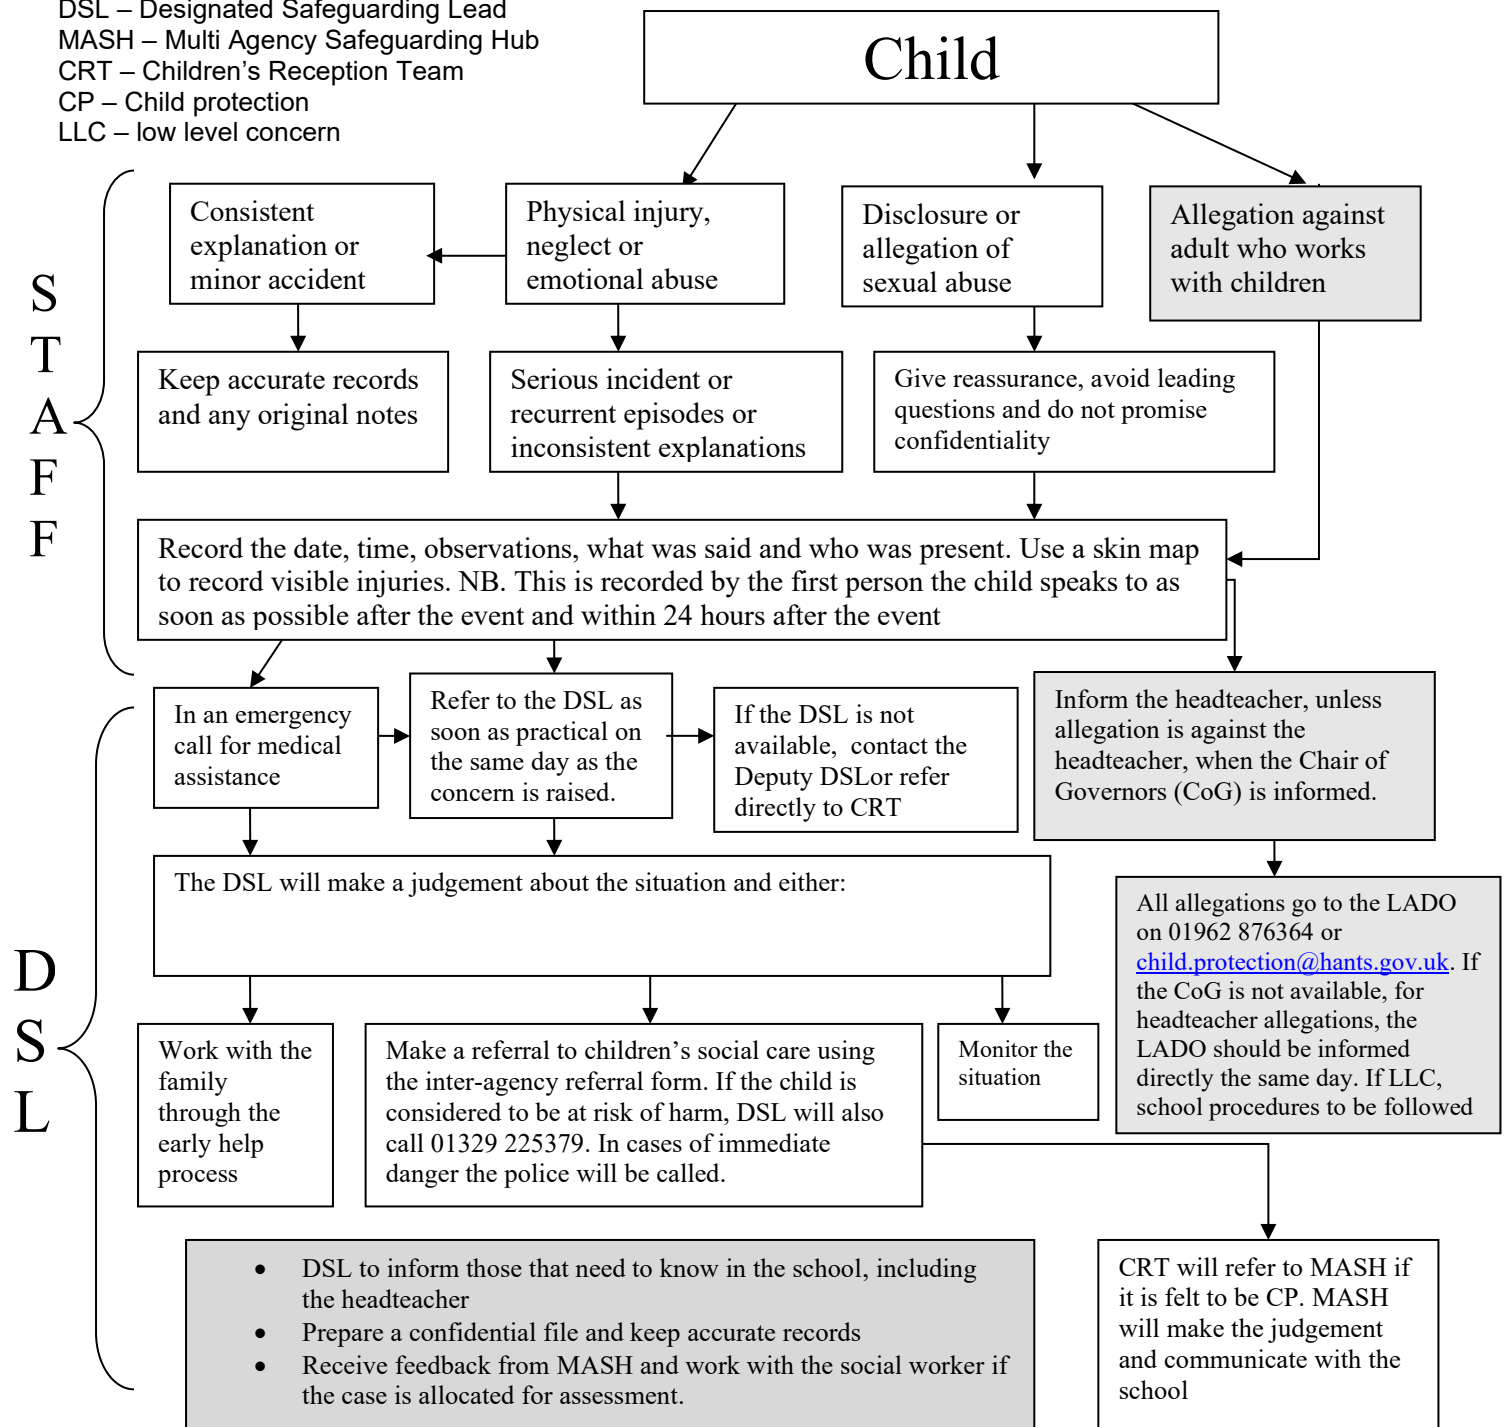 DSL – Designated Safeguarding Lead
MASH – Multi Agency Safeguarding Hub
CRT – Children’s Reception Team
CP – Child protection
LLC – low level concern
Child
S
T
A
F
F
Consistent
explanation or
minor accident
Physical injury,
neglect or
emotional abuse
Disclosure or
allegation of
sexual abuse
Allegation against
adult who works
with children
Keep accurate records
and any original notes
Serious incident or
recurrent episodes or
inconsistent explanations
Give reassurance, avoid leading
questions and do not promise
confidentiality
Record the date, time, observations, what was said and who was present. Use a skin map
to record visible injuries. NB. This is recorded by the first person the child speaks to as
soon as possible after the event and within 24 hours after the event
D
S
L
In an emergency
call for medical
assistance
Refer to the DSL as
soon as practical on
the same day as the
concern is raised.
If the DSL is not
available,  contact the
Deputy DSLor refer
directly to CRT
Inform the headteacher, unless
allegation is against the
headteacher, when the Chair of
Governors (CoG) is informed.
The DSL will make a judgement about the situation and either:
All allegations go to the LADO
on 01962 876364 or
child.protection@hants.gov.uk. If
the CoG is not available, for
headteacher allegations, the
LADO should be informed
directly the same day. If LLC,
school procedures to be followed
Work with the
family
through the
early help
process
Make a referral to children’s social care using
the inter-agency referral form. If the child is
considered to be at risk of harm, DSL will also
call 01329 225379. In cases of immediate
danger the police will be called.
Monitor the
situation
• DSL to inform those that need to know in the school, including
the headteacher
• Prepare a confidential file and keep accurate records
• Receive feedback from MASH and work with the social worker if
the case is allocated for assessment.
CRT will refer to MASH if
it is felt to be CP. MASH
will make the judgement
and communicate with the
school